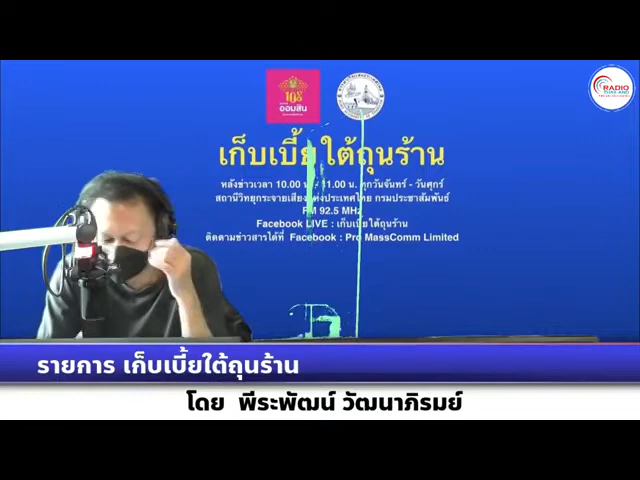 RADIO
THAILAND
ออมสิน
เก็บเบี้ยใต้ถุนร้าน
หลังข่าวเวลา 10.00 น. - 11.00 น. ทุกวันจันทร์ - วันศุกร์
สถานีวิทยุกระจายเสียงแห่งประเทศไทย กรมประชาสัมพันธ์
FM 92.5 MHz
Facebook LIVE : เก็บเบี้ยใต้ถุนร้าน
ติดตามข่าวสารได้ที่ Facebook : Pro MassComm Limited
รายการ เก็บเบี้ยใต้ถุนร้าน
โดย พีระพัฒน์ วัฒนาภิรมย์